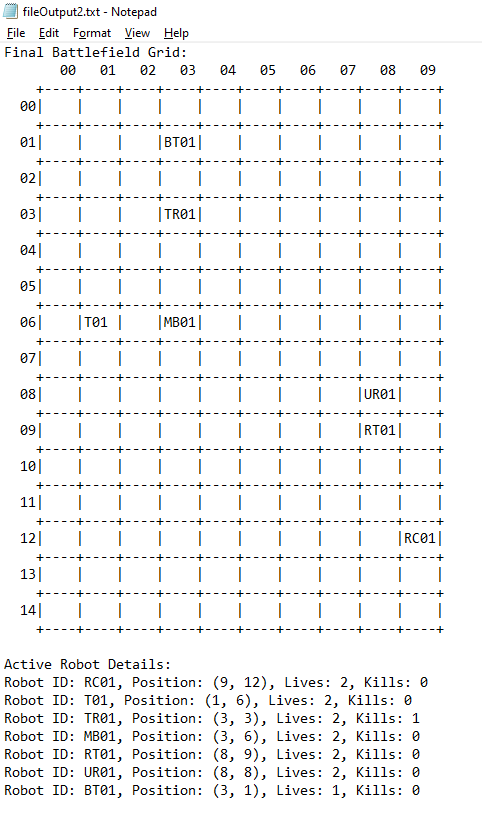 fileOutput2.txt - Notepad
File Edit Format View Help
Final Battlefield Grid:
       00   01   02   03   04   05   06   07   08   09
    +----+----+----+----+----+----+----+----+----+----+
  00|    |    |    |    |    |    |    |    |    |    |
    +----+----+----+----+----+----+----+----+----+----+
  01|    |    |    |BT01|    |    |    |    |    |    |
    +----+----+----+----+----+----+----+----+----+----+
  02|    |    |    |    |    |    |    |    |    |    |
    +----+----+----+----+----+----+----+----+----+----+
  03|    |    |    |TR01|    |    |    |    |    |    |
    +----+----+----+----+----+----+----+----+----+----+
  04|    |    |    |    |    |    |    |    |    |    |
    +----+----+----+----+----+----+----+----+----+----+
  05|    |    |    |    |    |    |    |    |    |    |
    +----+----+----+----+----+----+----+----+----+----+
  06|    |T01 |    |MB01|    |    |    |    |    |    |
    +----+----+----+----+----+----+----+----+----+----+
  07|    |    |    |    |    |    |    |    |    |    |
    +----+----+----+----+----+----+----+----+----+----+
  08|    |    |    |    |    |    |    |    |UR01|    |
    +----+----+----+----+----+----+----+----+----+----+
  09|    |    |    |    |    |    |    |    |RT01|    |
    +----+----+----+----+----+----+----+----+----+----+
  10|    |    |    |    |    |    |    |    |    |    |
    +----+----+----+----+----+----+----+----+----+----+
  11|    |    |    |    |    |    |    |    |    |    |
    +----+----+----+----+----+----+----+----+----+----+
  12|    |    |    |    |    |    |    |    |    |RC01|
    +----+----+----+----+----+----+----+----+----+----+
  13|    |    |    |    |    |    |    |    |    |    |
    +----+----+----+----+----+----+----+----+----+----+
  14|    |    |    |    |    |    |    |    |    |    |
    +----+----+----+----+----+----+----+----+----+----+
Active Robot Details:
Robot ID: RC01, Position: (9, 12), Lives: 2, Kills: 0
Robot ID: T01, Position: (1, 6), Lives: 2, Kills: 0
Robot ID: TR01, Position: (3, 3), Lives: 2, Kills: 1
Robot ID: MB01, Position: (3, 6), Lives: 2, Kills: 0
Robot ID: RT01, Position: (8, 9), Lives: 2, Kills: 0
Robot ID: UR01, Position: (8, 8), Lives: 2, Kills: 0
Robot ID: BT01, Position: (3, 1), Lives: 1, Kills: 0